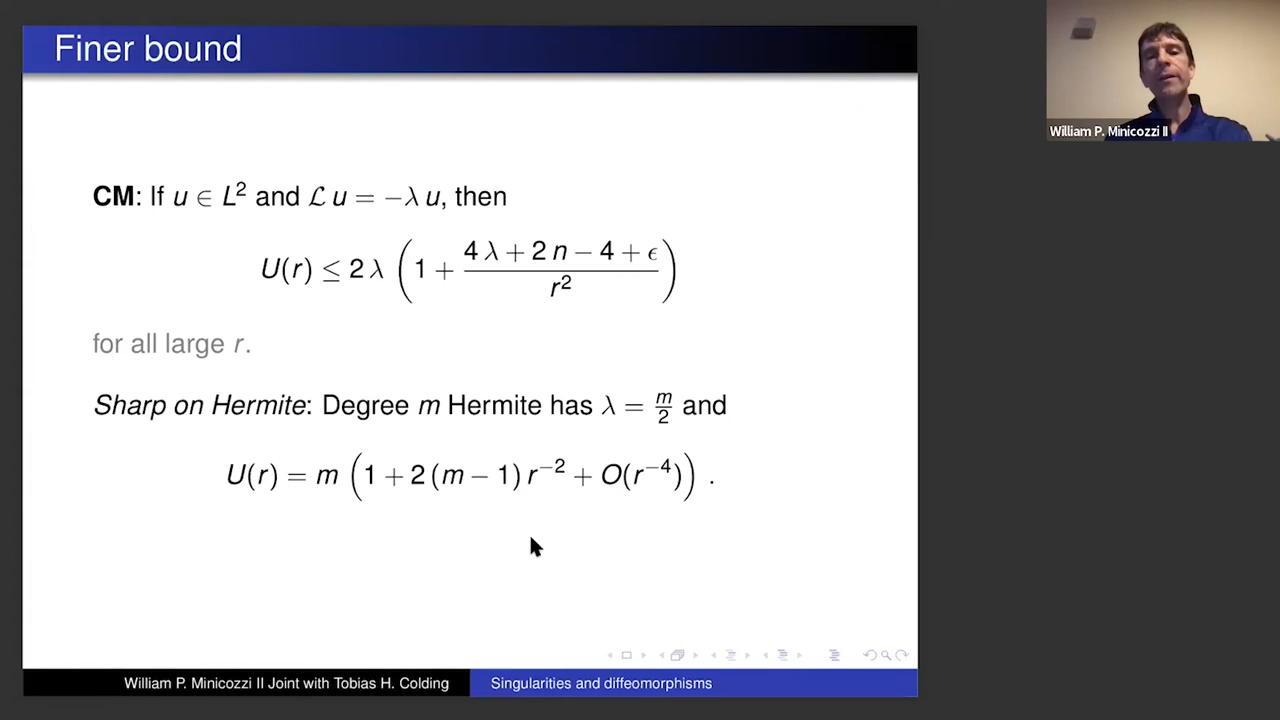 Finer bound
William P. Minicozzi II
CM: If u ∈ L² and ℒ u = −λ u, then
U(r) ≤ 2 λ (1 + (4 λ + 2 n − 4 + ϵ) / r²)
for all large r.
Sharp on Hermite: Degree m Hermite has λ = m/2 and
U(r) = m (1 + 2 (m − 1) r⁻² + O(r⁻⁴)) .
William P. Minicozzi II Joint with Tobias H. Colding
Singularities and diffeomorphisms